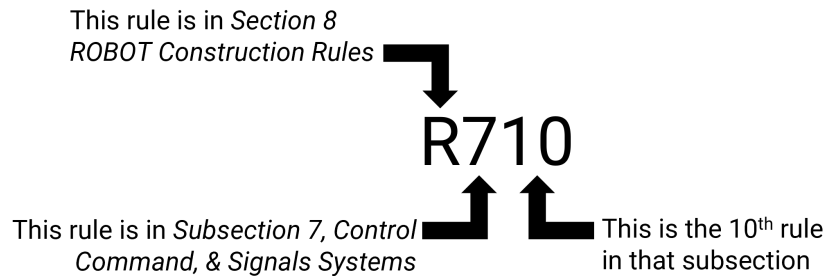 This rule is in Section 8
ROBOT Construction Rules
R710
This rule is in Subsection 7, Control
Command, & Signals Systems
This is the 10th rule
in that subsection